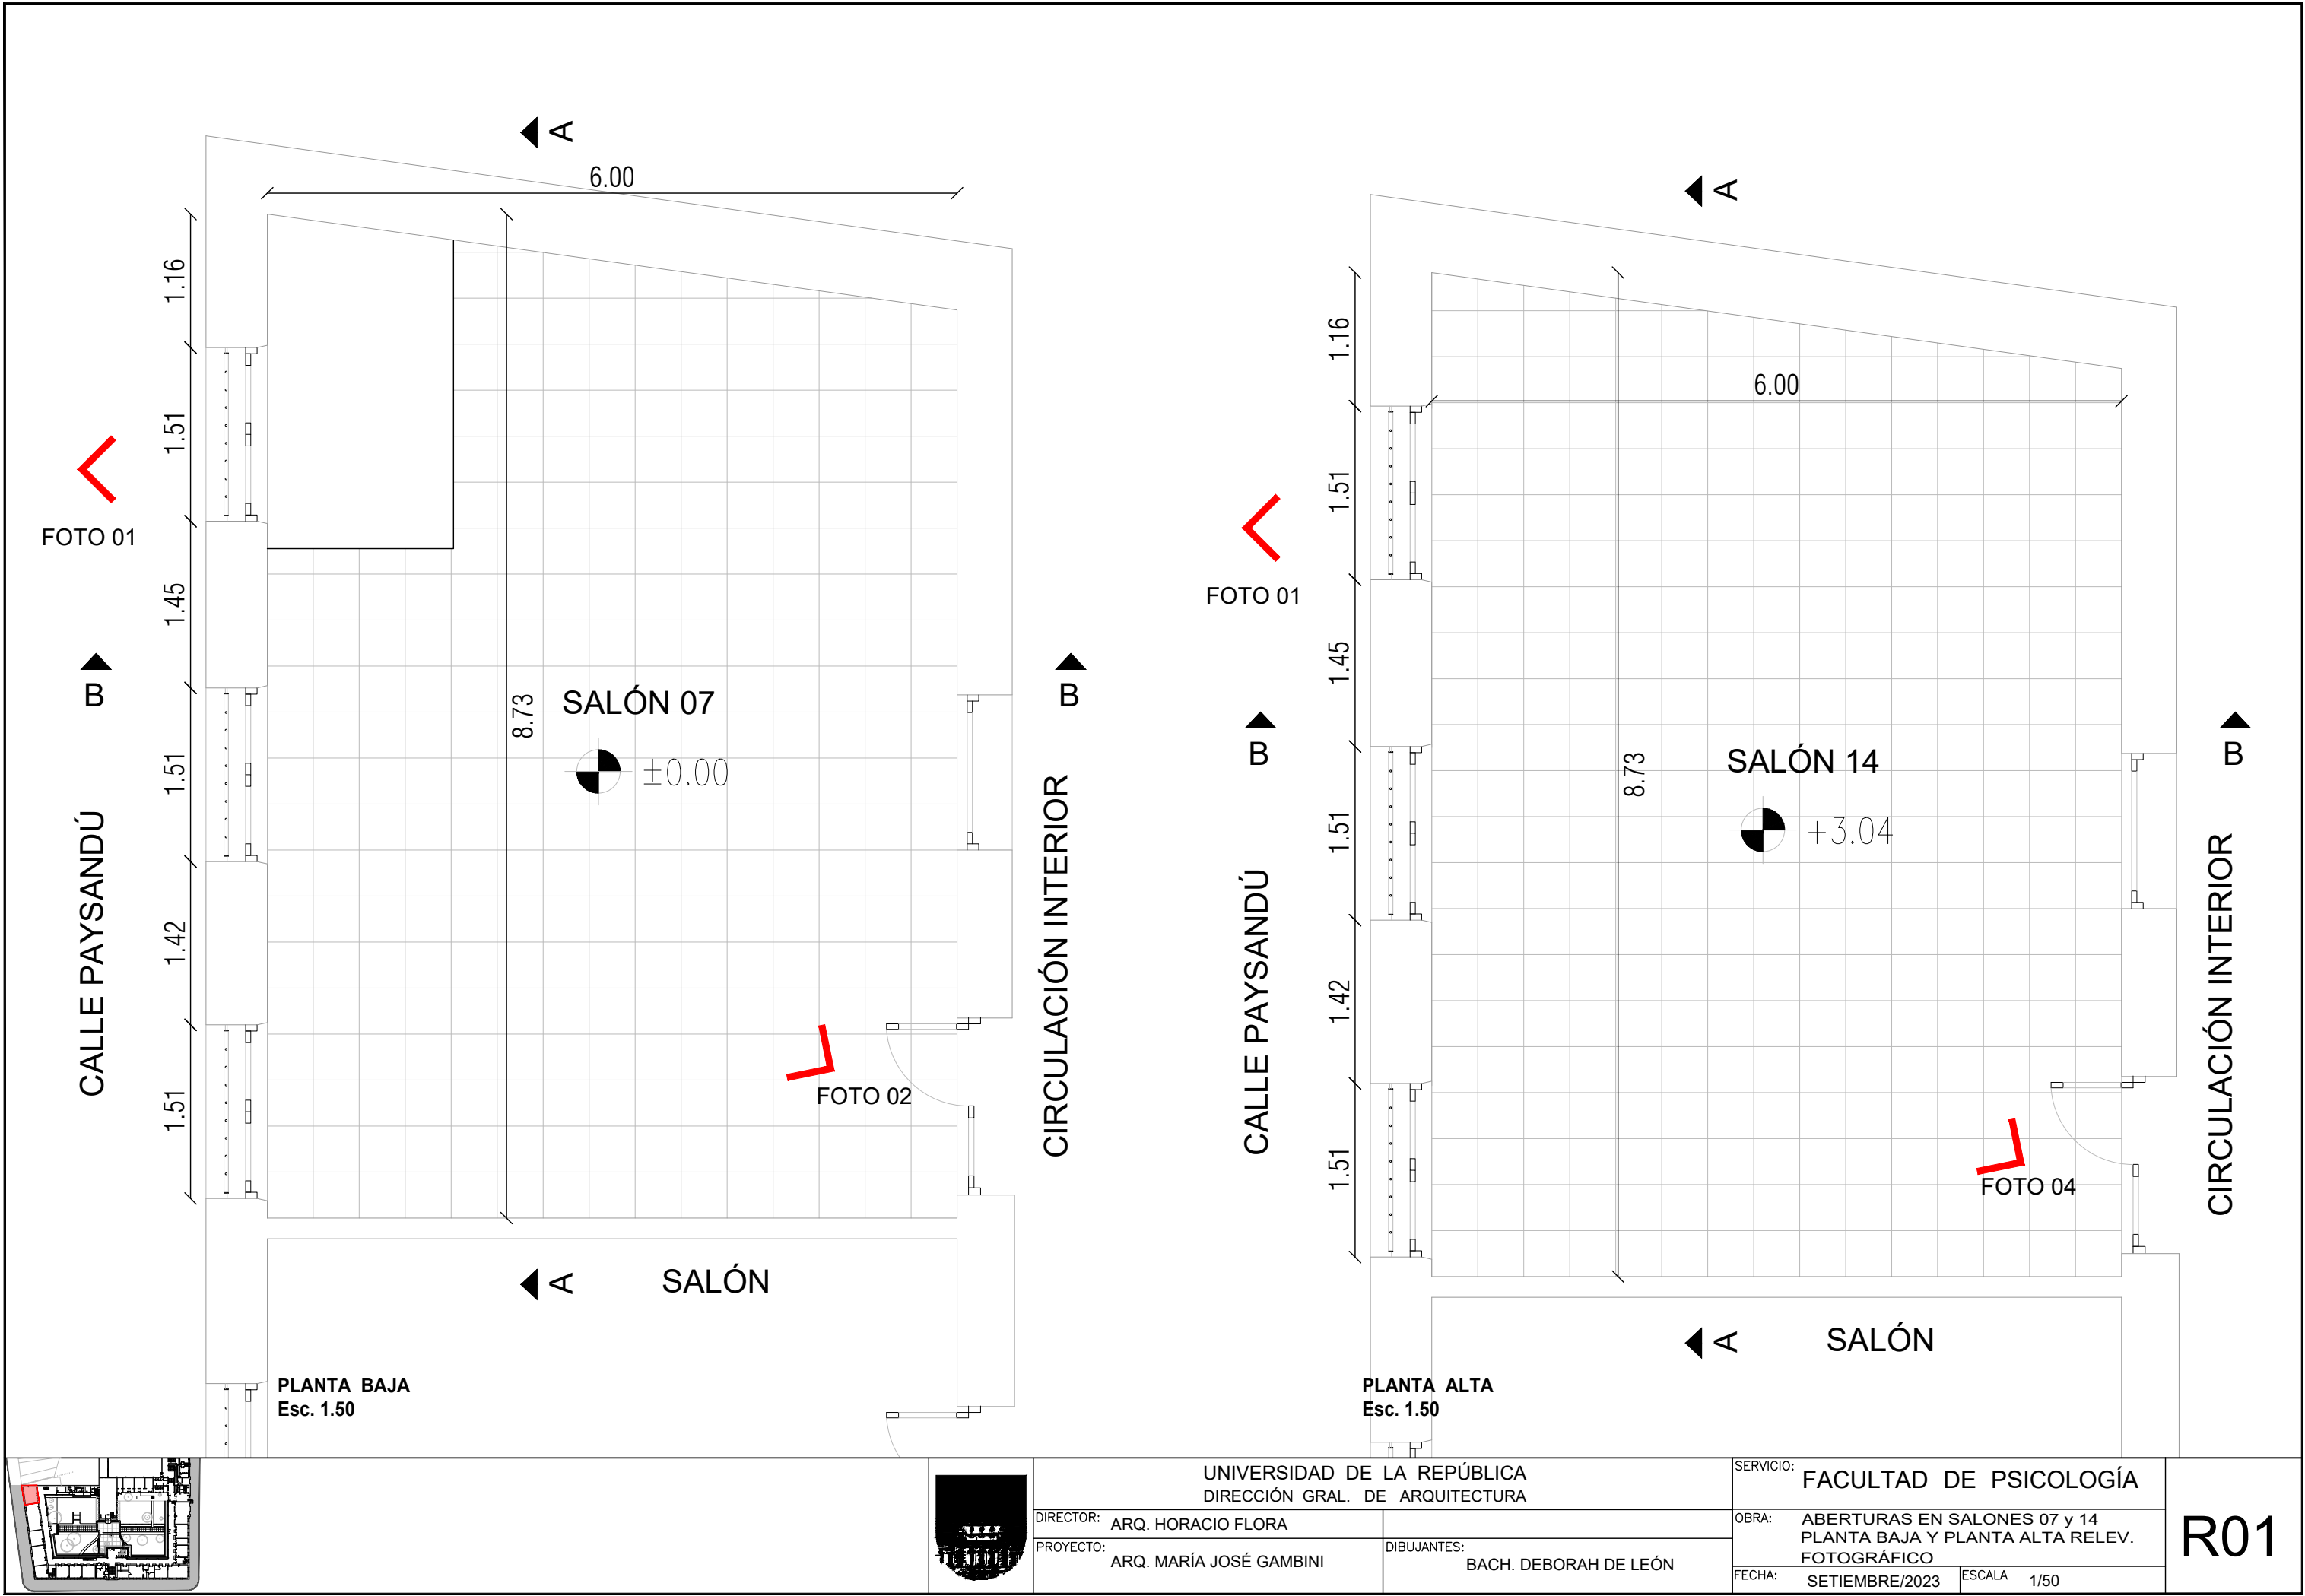 A
6.00
1.16
1.51
1.45
1.51
1.42
1.51
8.73
FOTO 01
B
CALLE PAYSANDÚ
SALÓN 07
±0.00
FOTO 02
B
CIRCULACIÓN INTERIOR
A
SALÓN
PLANTA BAJA
Esc. 1.50
A
6.00
1.16
1.51
1.45
1.51
1.42
1.51
8.73
FOTO 01
B
CALLE PAYSANDÚ
SALÓN 14
+3.04
FOTO 04
B
CIRCULACIÓN INTERIOR
A
SALÓN
PLANTA ALTA
Esc. 1.50
UNIVERSIDAD DE LA REPÚBLICA
DIRECCIÓN GRAL. DE ARQUITECTURA
DIRECTOR: ARQ. HORACIO FLORA
PROYECTO: ARQ. MARÍA JOSÉ GAMBINI
DIBUJANTES: BACH. DEBORAH DE LEÓN
SERVICIO: FACULTAD DE PSICOLOGÍA
OBRA: ABERTURAS EN SALONES 07 y 14
PLANTA BAJA Y PLANTA ALTA RELEV.
FOTOGRÁFICO
FECHA: SETIEMBRE/2023
ESCALA 1/50
R01